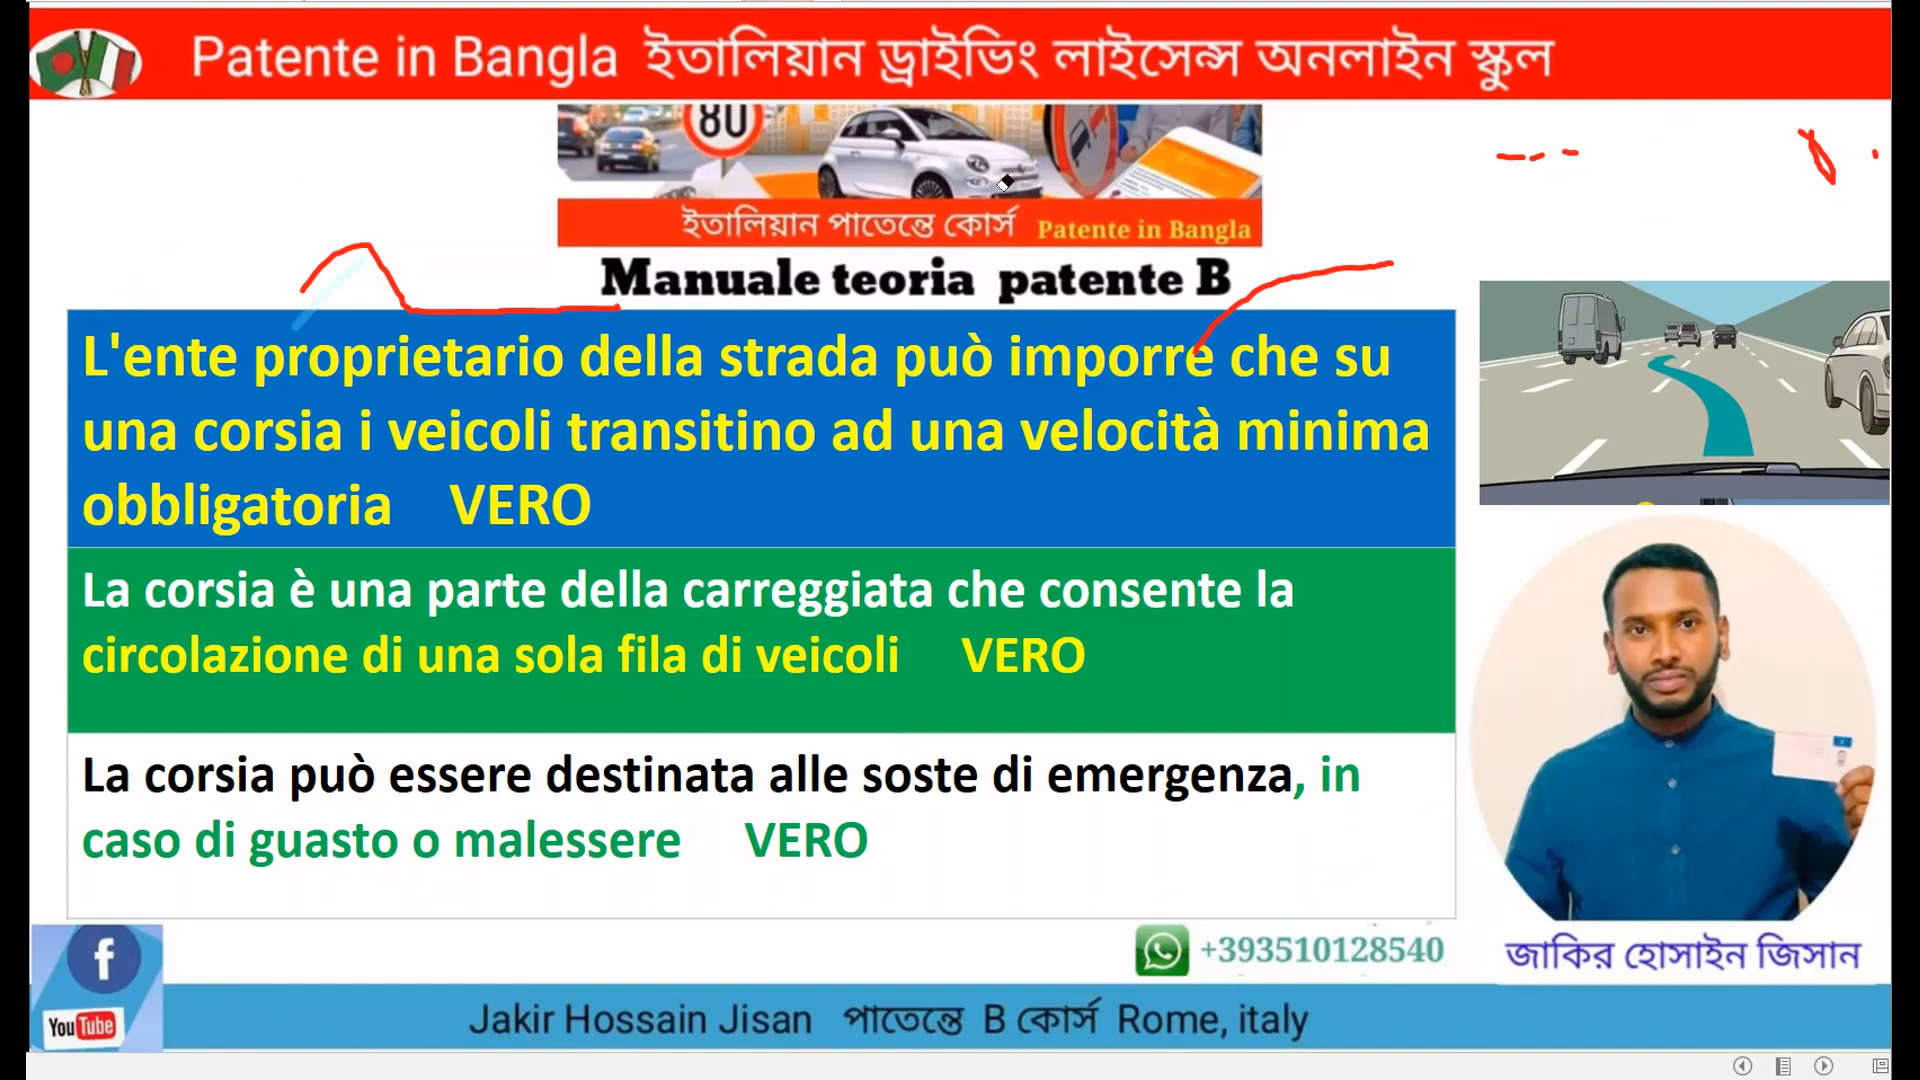 Patente in Bangla ইতালিয়ান ড্রাইভিং লাইসেন্স অনলাইন স্কুল
80
ইতালিয়ান পাতেন্তে কোর্স Patente in Bangla
Manuale teoria patente B
L'ente proprietario della strada può imporre che su
una corsia i veicoli transitino ad una velocità minima
obbligatoria VERO
La corsia è una parte della carreggiata che consente la
circolazione di una sola fila di veicoli VERO
La corsia può essere destinata alle soste di emergenza, in
caso di guasto o malessere VERO
+393510128540
জাকির হোসাইন জিসান
f
YouTube
Jakir Hossain Jisan পাতেন্তে B কোর্স Rome, italy